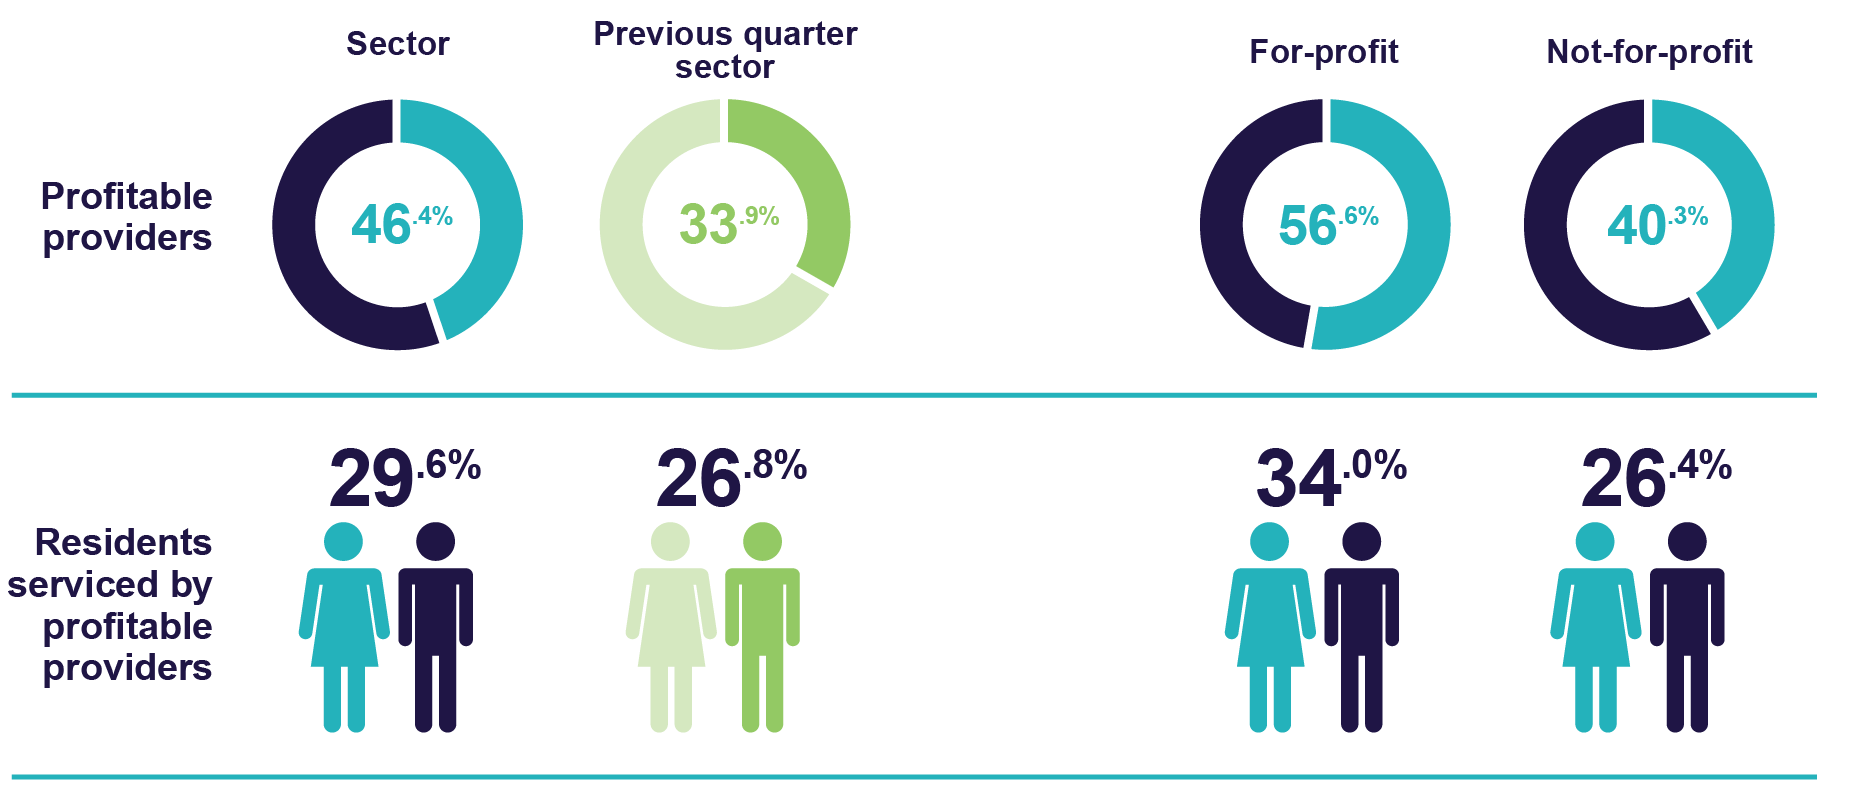 Sector
Previous quarter
sector
For-profit
Not-for-profit
Profitable
providers
46.4%
33.9%
56.6%
40.3%
29.6%
26.8%
34.0%
26.4%
Residents
serviced by
profitable
providers